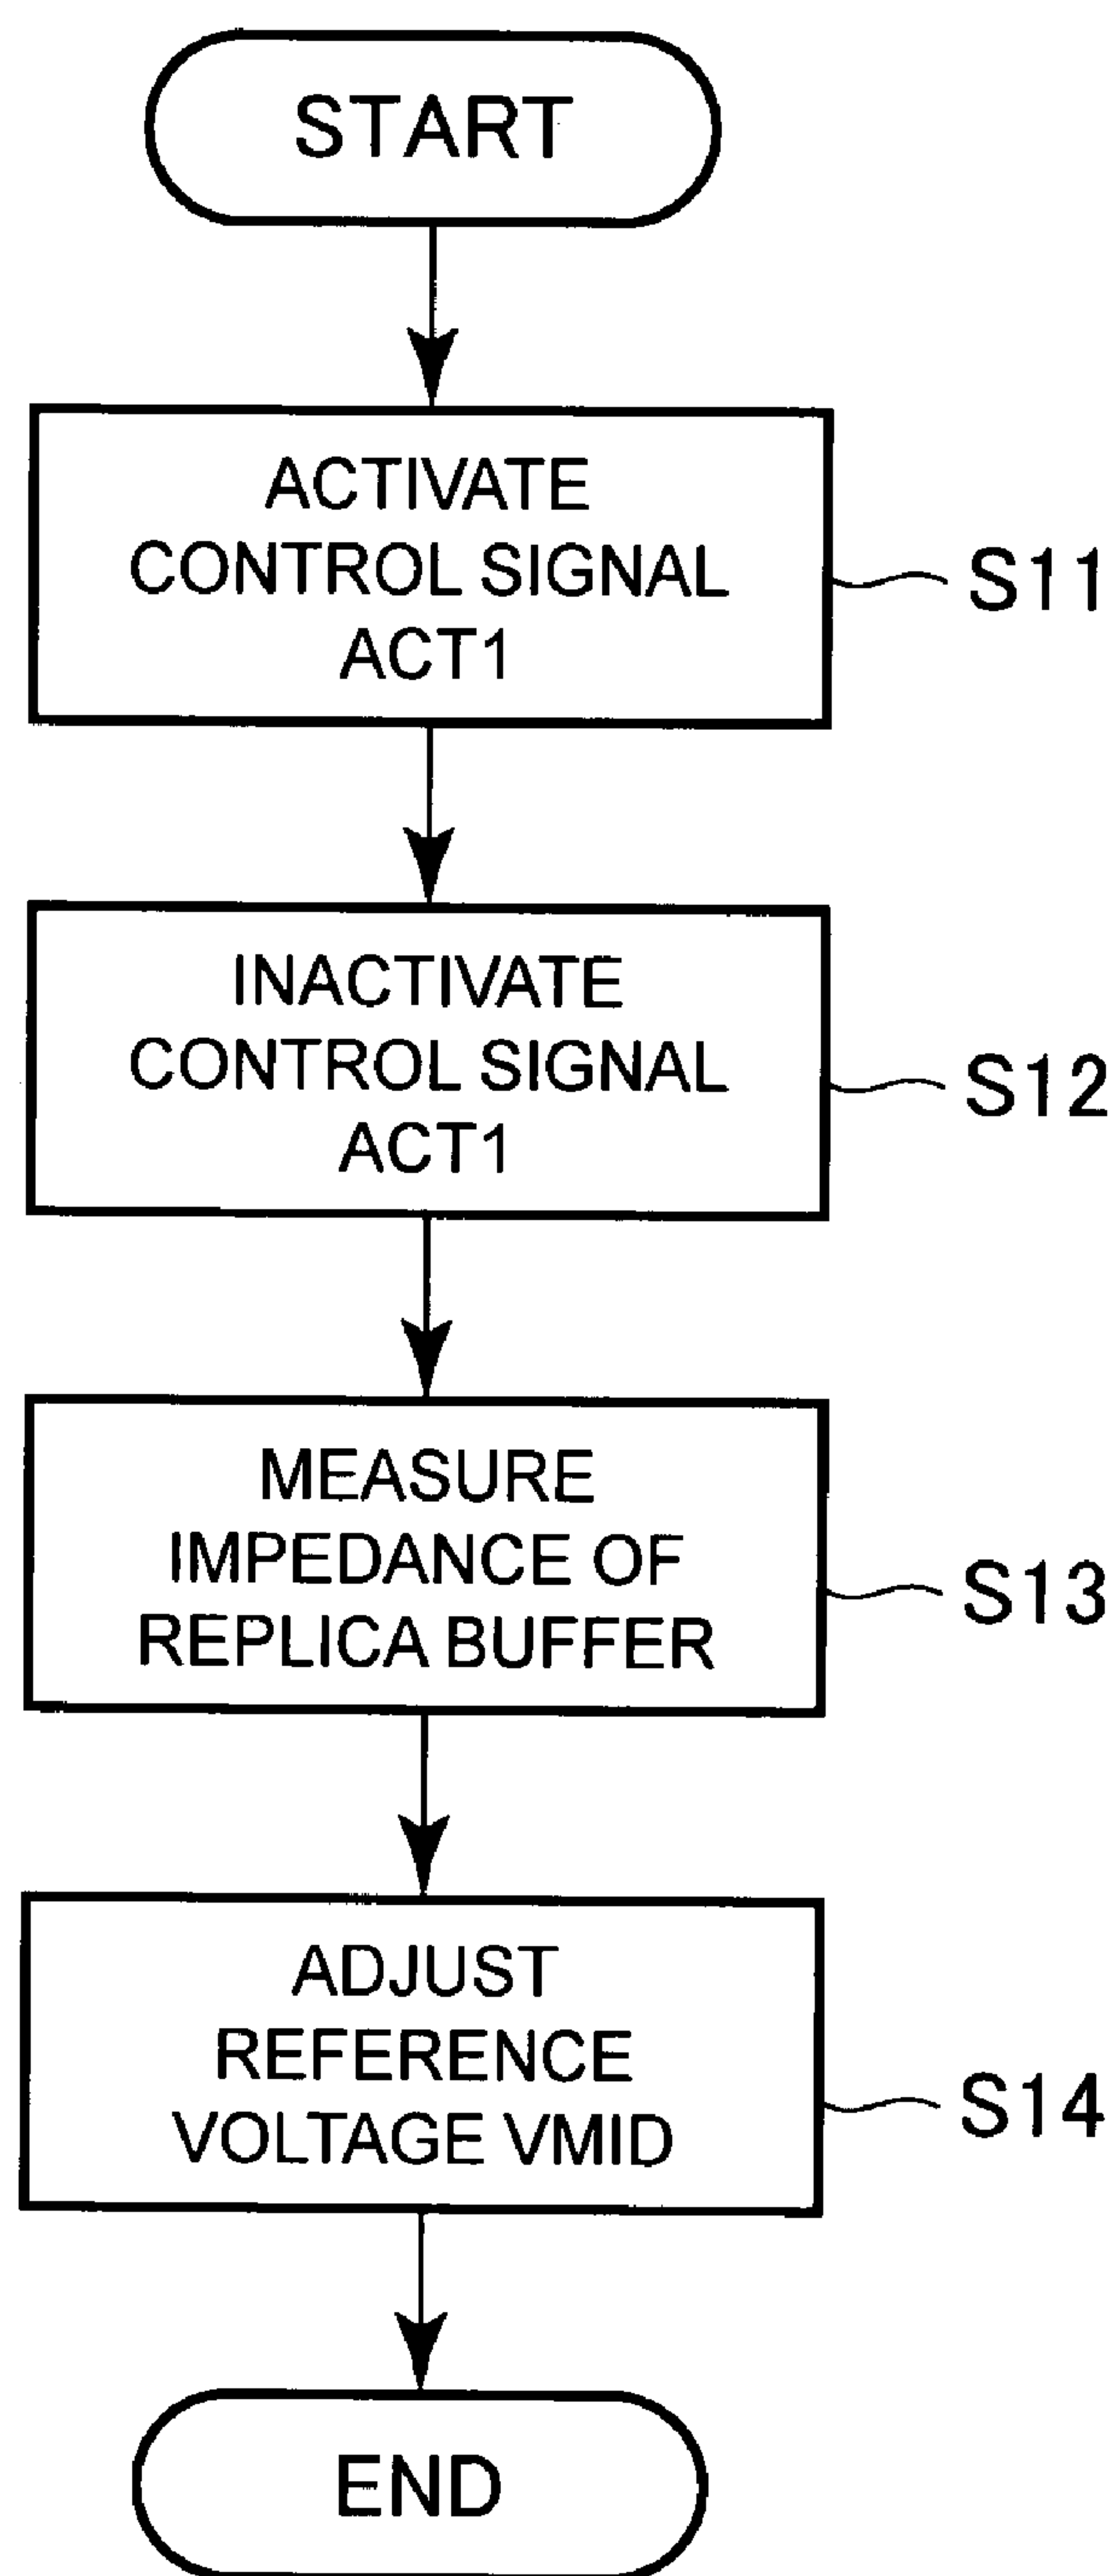 START
ACTIVATE
CONTROL SIGNAL
ACT1
S11
INACTIVATE
CONTROL SIGNAL
ACT1
S12
MEASURE
IMPEDANCE OF
REPLICA BUFFER
S13
ADJUST
REFERENCE
VOLTAGE VMID
S14
END